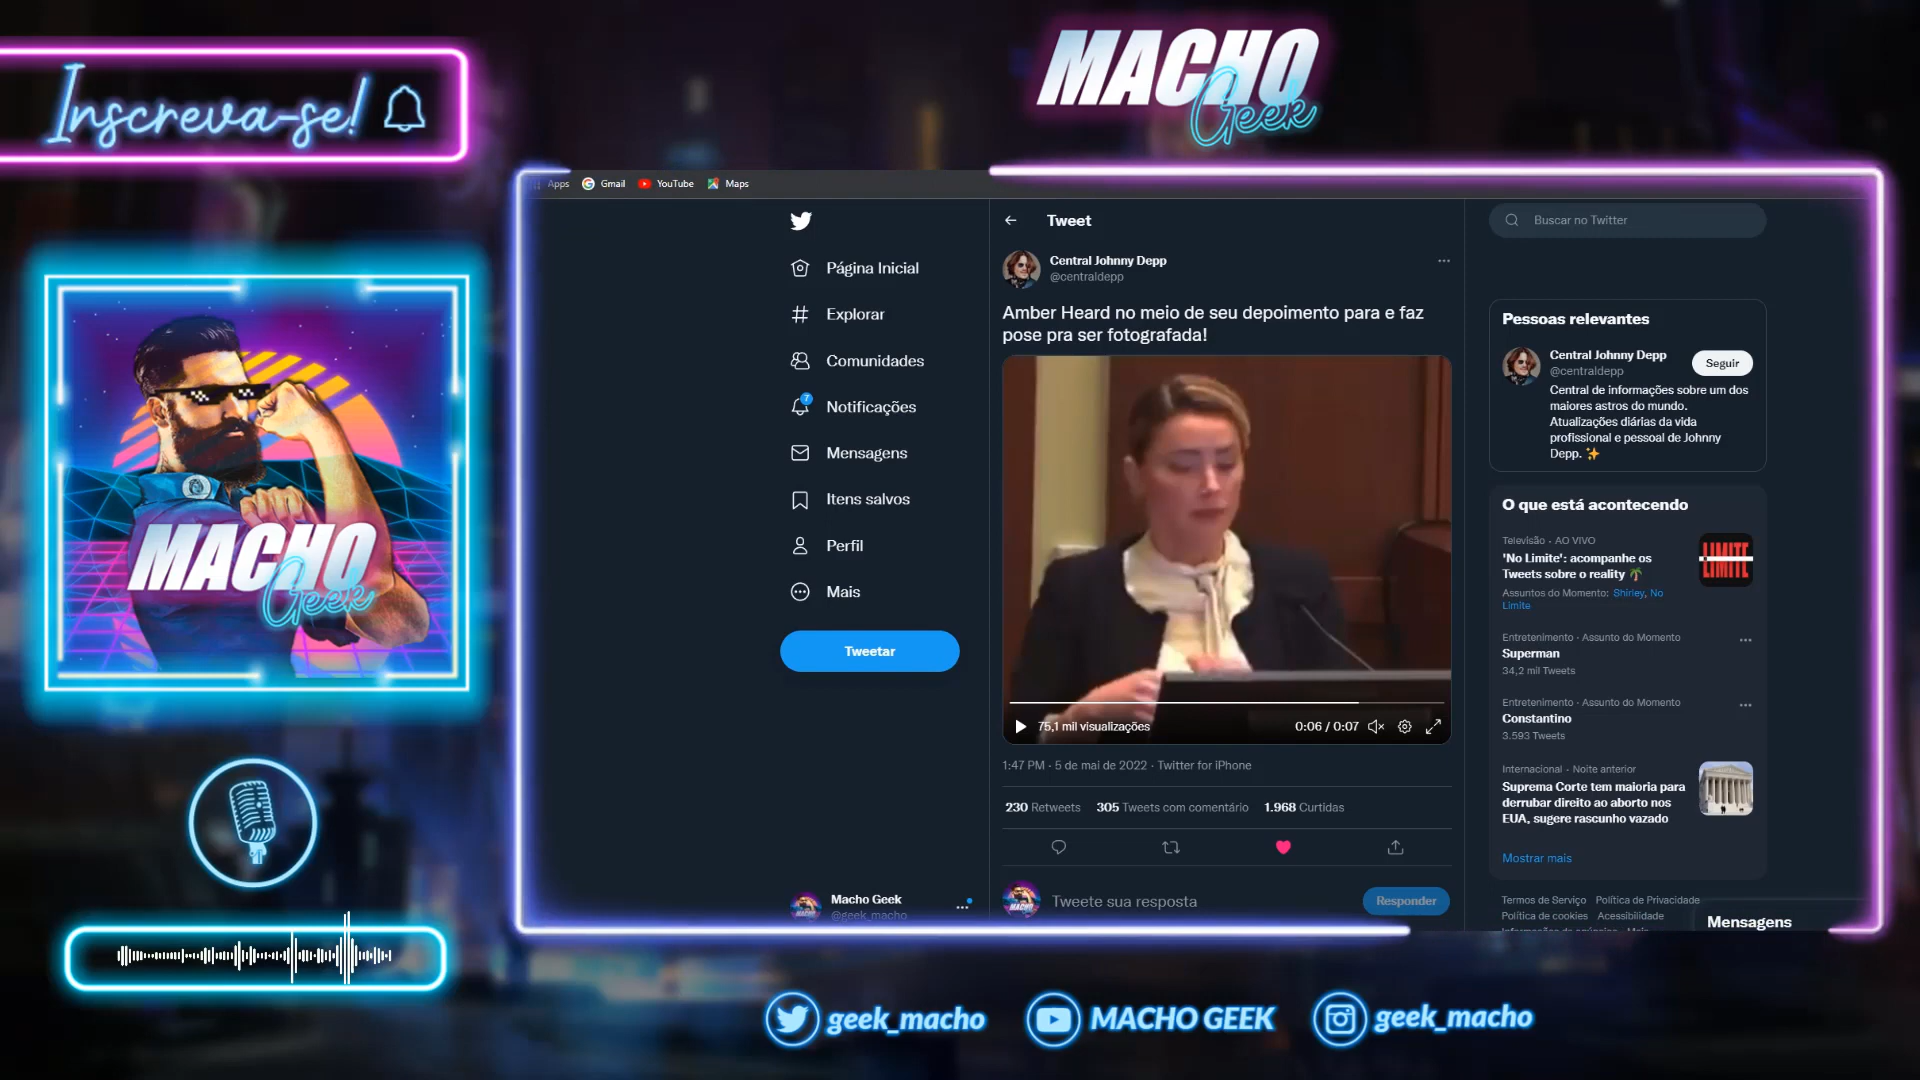 Inscreva-se!
MACHO
Geek
Apps Gmail YouTube Maps
MACHO
Geek
Página Inicial
Explorar
Comunidades
7
Notificações
Mensagens
Itens salvos
Perfil
Mais
Tweetar
Macho Geek
@geek_macho
Tweet
Central Johnny Depp
@centraldepp
Amber Heard no meio de seu depoimento para e faz
pose pra ser fotografada!
75,1 mil visualizações
0:06 / 0:07
1:47 PM · 5 de mai de 2022 · Twitter for iPhone
230 Retweets 305 Tweets com comentário 1.968 Curtidas
Tweete sua resposta
Responder
Buscar no Twitter
Pessoas relevantes
Central Johnny Depp
@centraldepp
Seguir
Central de informações sobre um dos
maiores astros do mundo.
Atualizações diárias da vida
profissional e pessoal de Johnny
Depp. ✨
O que está acontecendo
Televisão · AO VIVO
'No Limite': acompanhe os
Tweets sobre o reality 🌴
LIMITE
Assuntos do Momento: Shirley, No
Limite
Entretenimento · Assunto do Momento
Superman
34,2 mil Tweets
Entretenimento · Assunto do Momento
Constantino
3.593 Tweets
Internacional · Noite anterior
Suprema Corte tem maioria para
derrubar direito ao aborto nos
EUA, sugere rascunho vazado
Mostrar mais
Termos de Serviço Política de Privacidade
Política de cookies Acessibilidade
Mensagens
geek_macho
MACHO GEEK
geek_macho